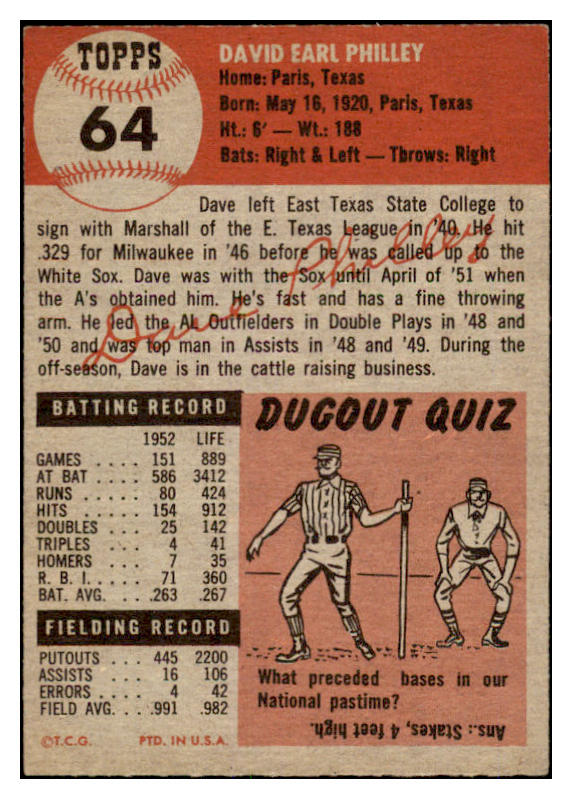 TOPPS
64
DAVID EARL PHILLEY
Home: Paris, Texas
Born: May 16, 1920, Paris, Texas
Ht.: 6' — Wt.: 188
Bats: Right & Left — Throws: Right
Dave left East Texas State College to
sign with Marshall of the E. Texas League in '40. He hit
.329 for Milwaukee in '46 before he was called up to the
White Sox. Dave was with the Sox until April of '51 when
the A's obtained him. He's fast and has a fine throwing
arm. He led the AL Outfielders in Double Plays in '48 and
'50 and was top man in Assists in '48 and '49. During the
off-season, Dave is in the cattle raising business.
Dave Philley
BATTING RECORD
1952 LIFE
GAMES .... 151 889
AT BAT .... 586 3412
RUNS .... 80 424
HITS .... 154 912
DOUBLES .. 25 142
TRIPLES .. 4 41
HOMERS .. 7 35
R. B. I..... 71 360
BAT. AVG. . .263 .267
FIELDING RECORD
PUTOUTS ... 445 2200
ASSISTS .... 16 106
ERRORS .... 4 42
FIELD AVG. . .991 .982
©T.C.G. PTD. IN U.S.A.
DUGOUT QUIZ
What preceded bases in our
National pastime?
Ans.: Stakes, 4 feet high.